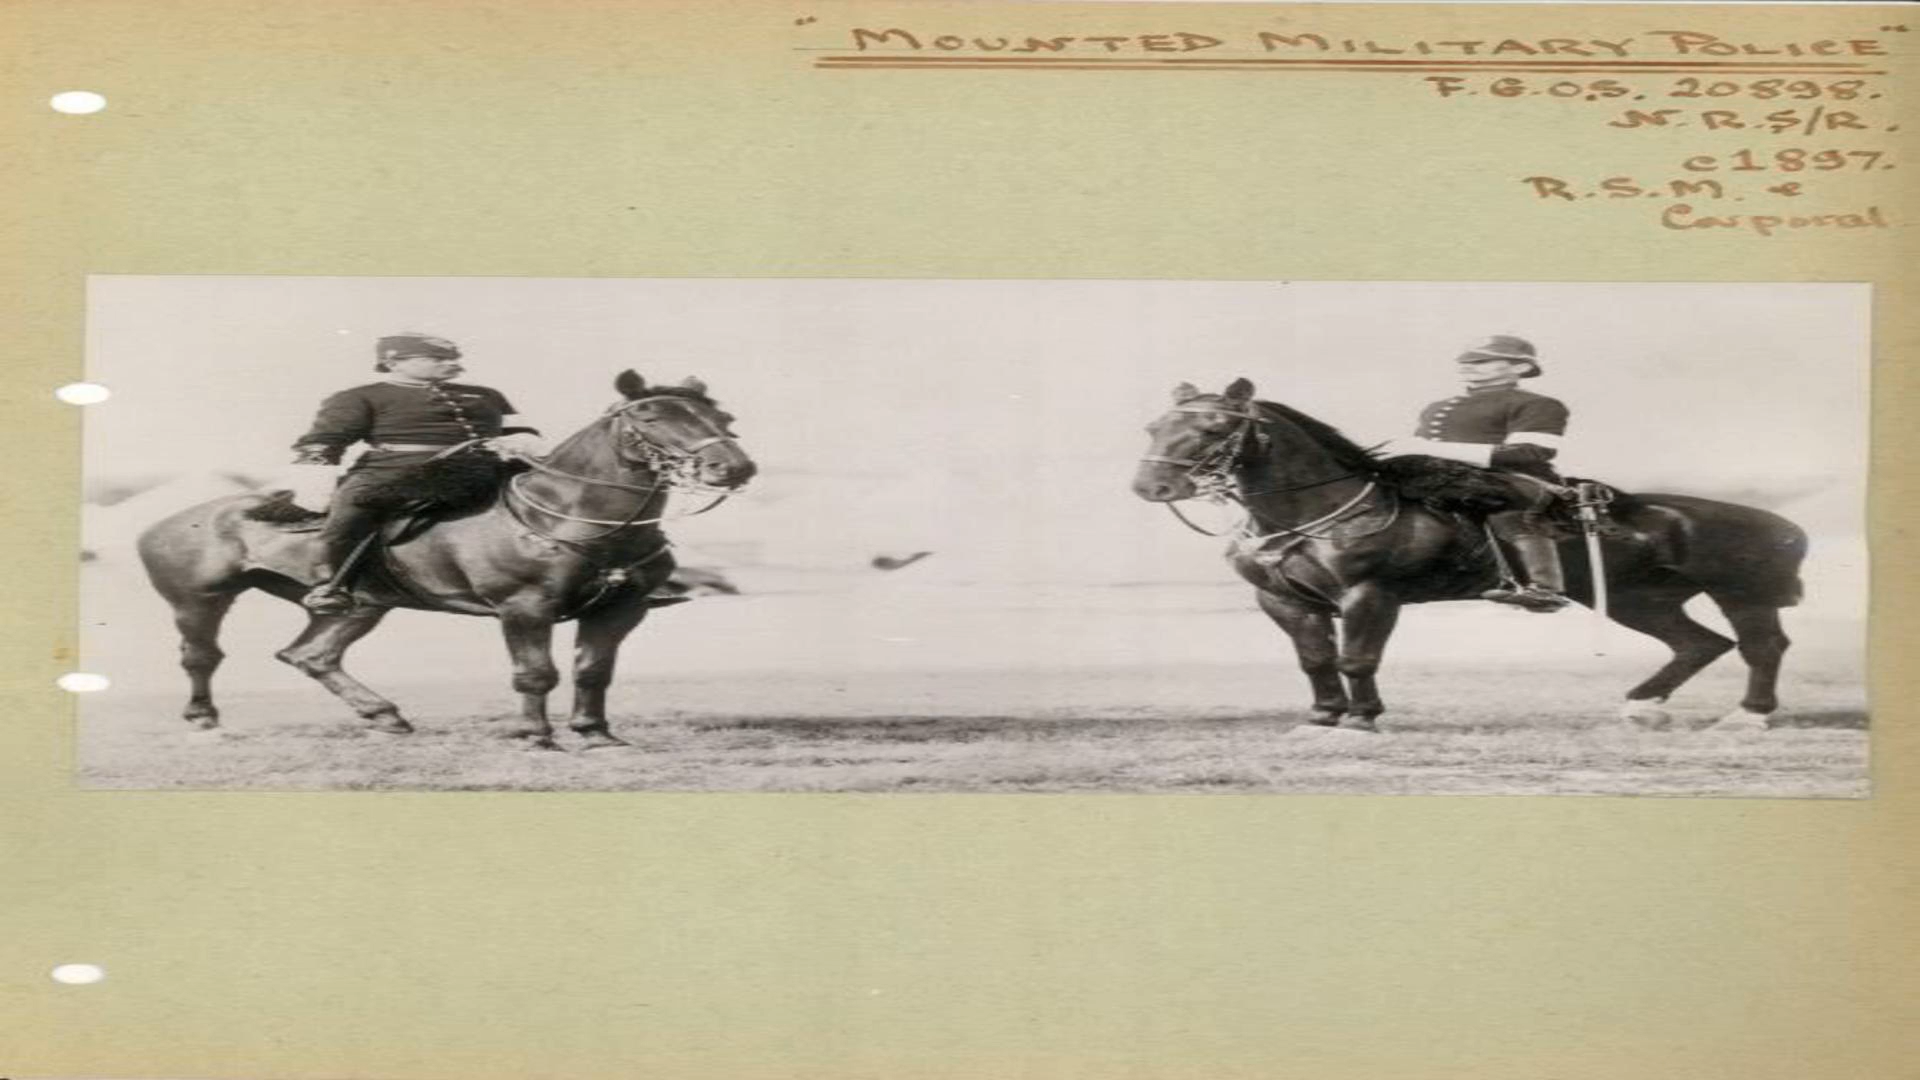 "MOUNTED MILITARY POLICE"
F.G.O.S. 20898.
N.R.S/R.
c1897.
R.S.M. &
Corporal